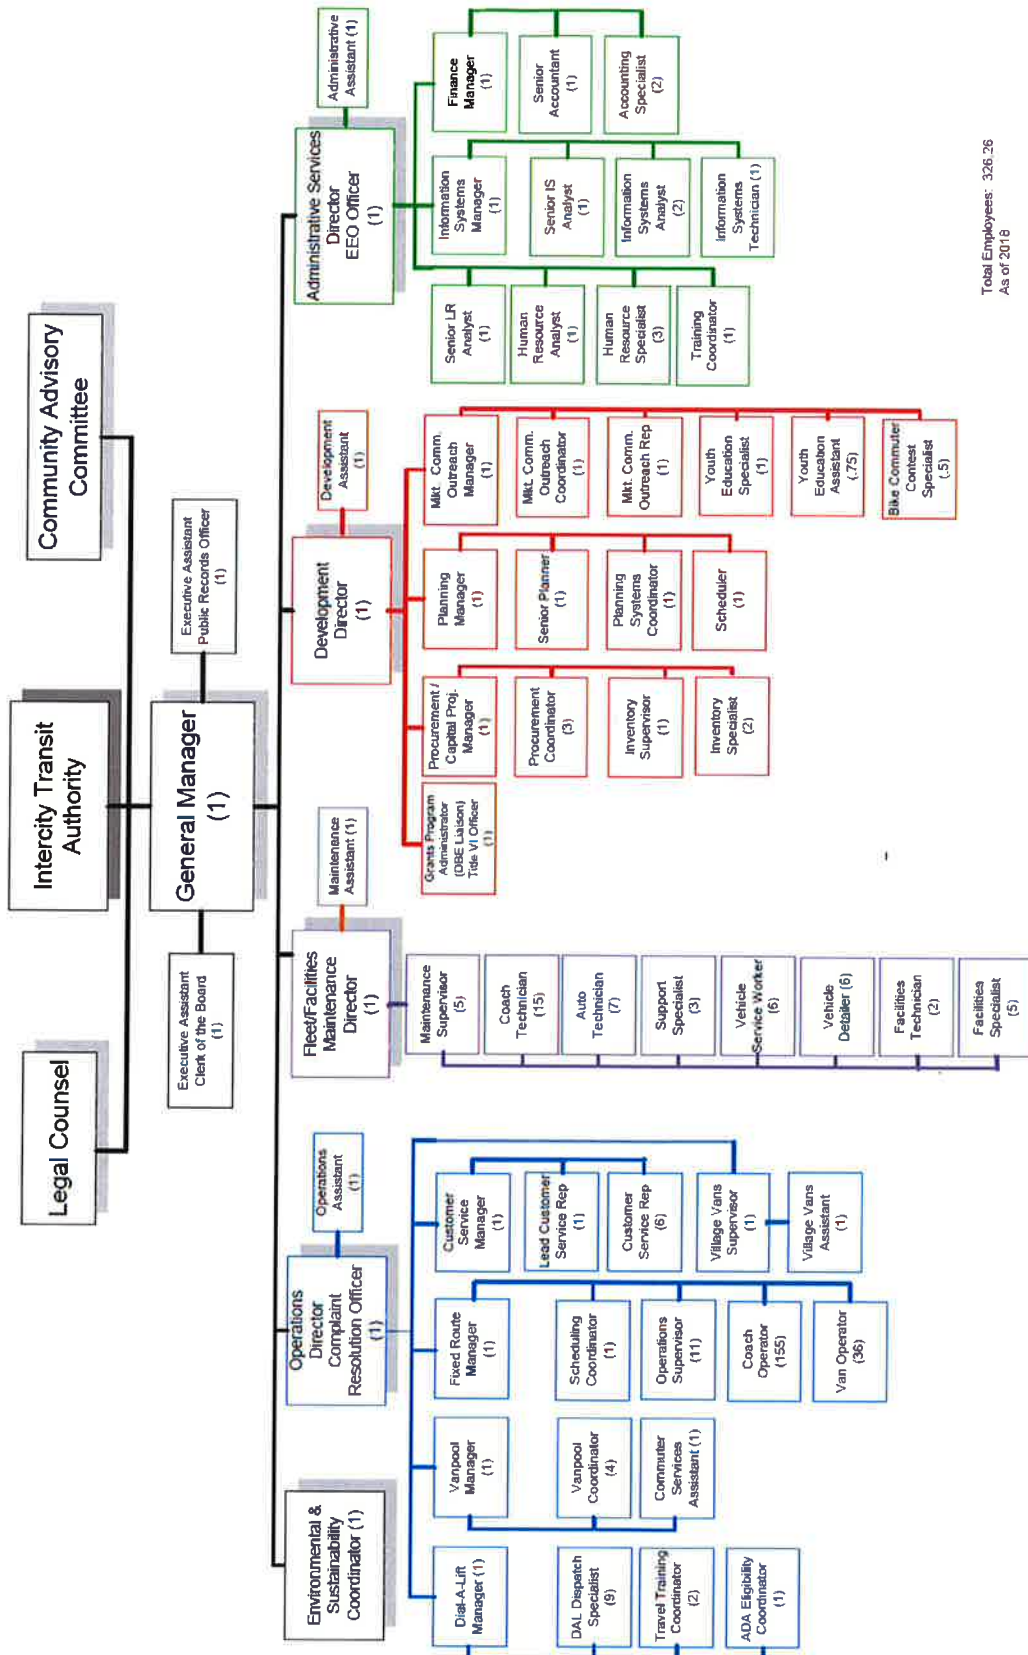 Legal Counsel
Intercity Transit
Authority
Community Advisory
Committee
Executive Assistant
Clerk of the Board
(1)
General Manager
(1)
Executive Assistant
Public Records Officer
(1)
Environmental &
Sustainability
Coordinator (1)
Operations
Director
Complaint
Resolution Officer
(1)
Operations
Assistant
(1)
Fleet/Facilities
Maintenance
Director
(1)
Maintenance
Assistant (1)
Development
Director
(1)
Development
Assistant
(1)
Administrative Services
Director
EEO Officer
(1)
Administrative
Assistant (1)
Dial-A-Lift
Manager (1)
DAL Dispatch
Specialist
(9)
Travel Training
Coordinator
(2)
ADA Eligibility
Coordinator
(1)
Vanpool
Manager
(1)
Vanpool
Coordinator
(4)
Commuter
Services
Assistant (1)
Fixed Route
Manager
(1)
Scheduling
Coordinator
(1)
Operations
Supervisor
(11)
Coach
Operator
(155)
Van Operator
(36)
Customer
Service
Manager
(1)
Lead Customer
Service Rep
(1)
Customer
Service Rep
(6)
Village Vans
Supervisor
(1)
Village Vans
Assistant
(1)
Maintenance
Supervisor
(5)
Coach
Technician
(15)
Auto
Technician
(7)
Support
Specialist
(3)
Vehicle
Service Worker
(6)
Vehicle
Detailer (6)
Facilities
Technician
(2)
Facilities
Specialist
(5)
Grants Program
Administrator
(DBE Liaison)
Title VI Officer
(1)
Procurement /
Capital Proj.
Manager
(1)
Procurement
Coordinator
(3)
Inventory
Supervisor
(1)
Inventory
Specialist
(2)
Planning
Manager
(1)
Senior Planner
(1)
Planning
Systems
Coordinator
(1)
Scheduler
(1)
Mkt. Comm.
Outreach
Manager
(1)
Mkt. Comm.
Outreach
Coordinator
(1)
Mkt. Comm.
Outreach Rep
(1)
Youth
Education
Specialist
(1)
Youth
Education
Assistant
(.75)
Bike Commuter
Contest
Specialist
(.5)
Senior LR
Analyst
(1)
Human
Resource
Analyst
(1)
Human
Resource
Specialist
(3)
Training
Coordinator
(1)
Information
Systems
Manager
(1)
Senior IS
Analyst
(1)
Information
Systems
Analyst
(2)
Information
Systems
Technician (1)
Finance
Manager
(1)
Senior
Accountant
(1)
Accounting
Specialist
(2)
Total Employees: 326.26
As of 2018